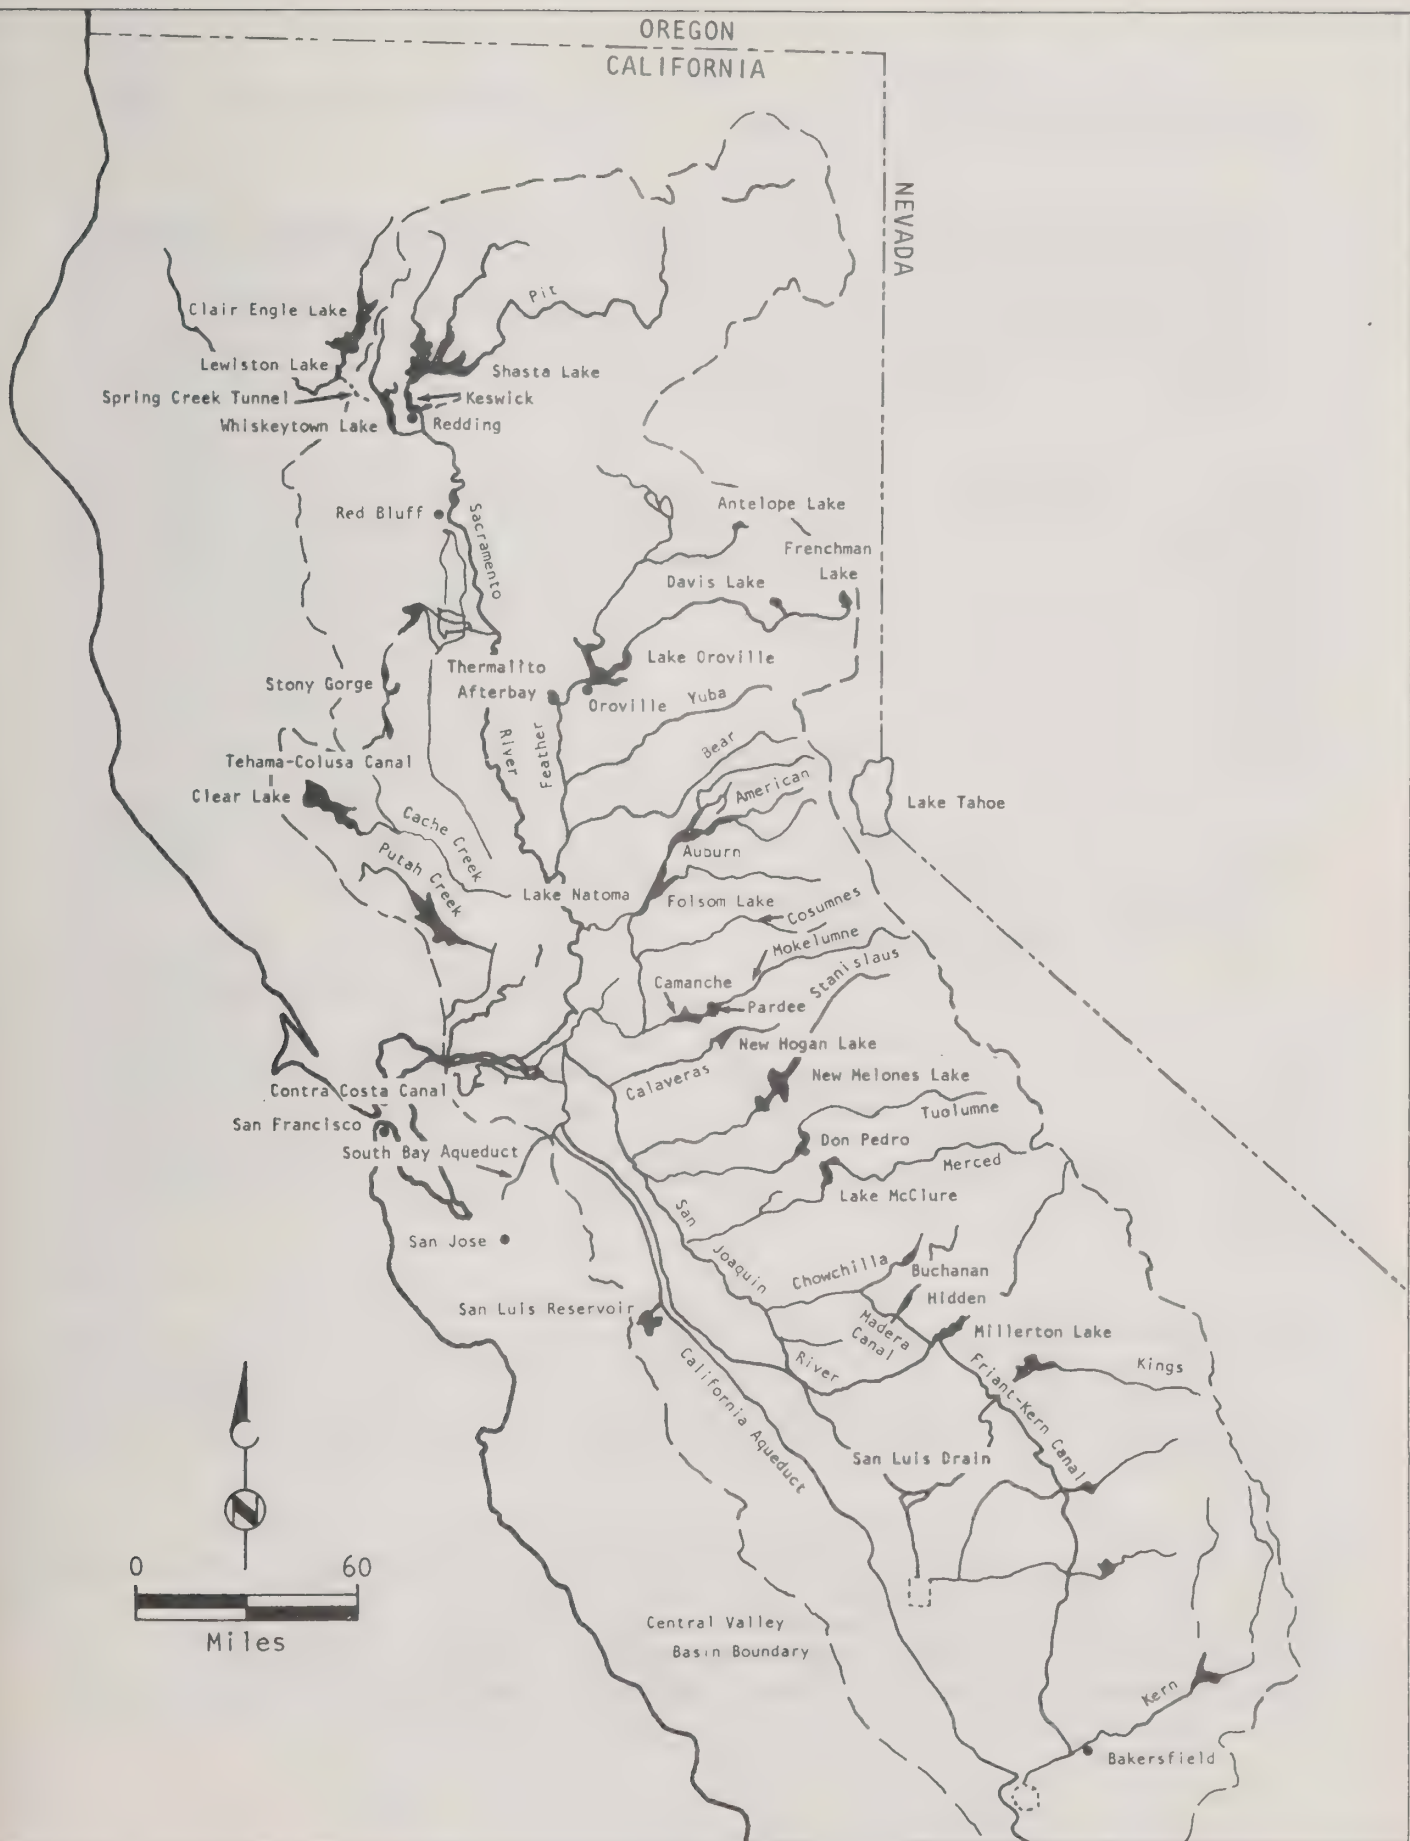 OREGON
CALIFORNIA
NEVADA
Pit
Clair Engle Lake
Lewiston Lake
Shasta Lake
Spring Creek Tunnel
Keswick
Whiskeytown Lake
Redding
Red Bluff
Sacramento
Antelope Lake
Frenchman
Lake
Davis Lake
Lake Oroville
Thermalito
Afterbay
Stony Gorge
Oroville
Yuba
River
Feather
Bear
Tehama-Colusa Canal
American
Clear Lake
Lake Tahoe
Cache Creek
Putah Creek
Auburn
Lake Natoma
Folsom Lake
Cosumnes
Mokelumne
Stanislaus
Camanche
Pardee
New Hogan Lake
Calaveras
New Melones Lake
Contra Costa Canal
Tuolumne
San Francisco
Don Pedro
South Bay Aqueduct
Merced
Lake McClure
San
Joaquin
San Jose
Chowchilla
Buchanan
Hidden
San Luis Reservoir
Madera
Canal
Millerton Lake
River
Kings
Friant-Kern Canal
California Aqueduct
San Luis Drain
N
0 60
Miles
Central Valley
Basin Boundary
Kern
Bakersfield